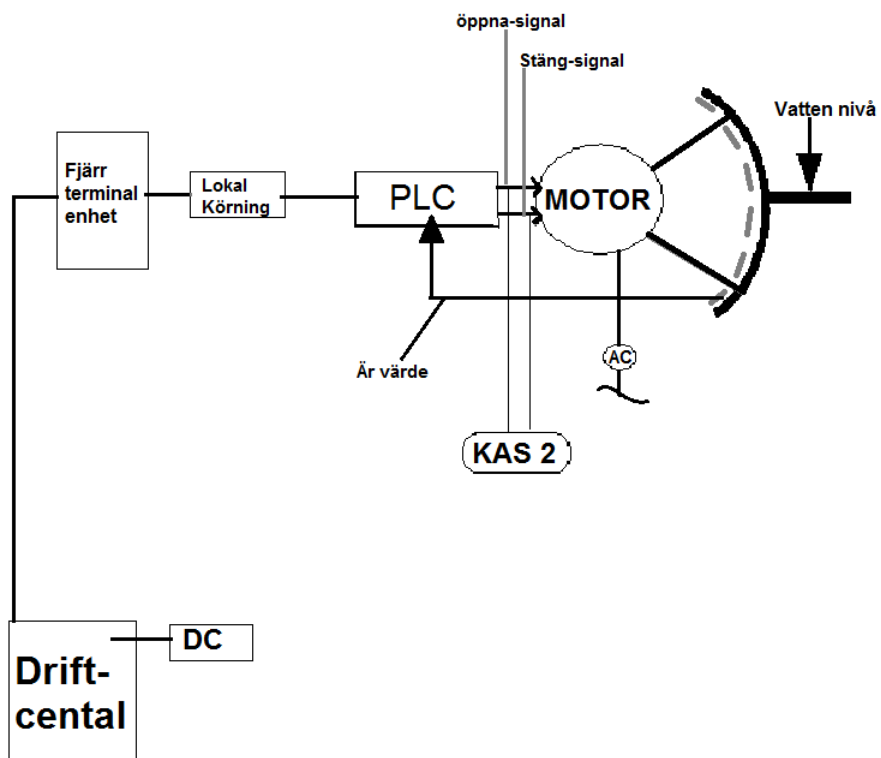 öppna-signal
Stäng-signal
Vatten nivå
Fjärr
terminal
enhet
Lokal
Körning
PLC
MOTOR
Är värde
AC
KAS 2
DC
Drift-
cental